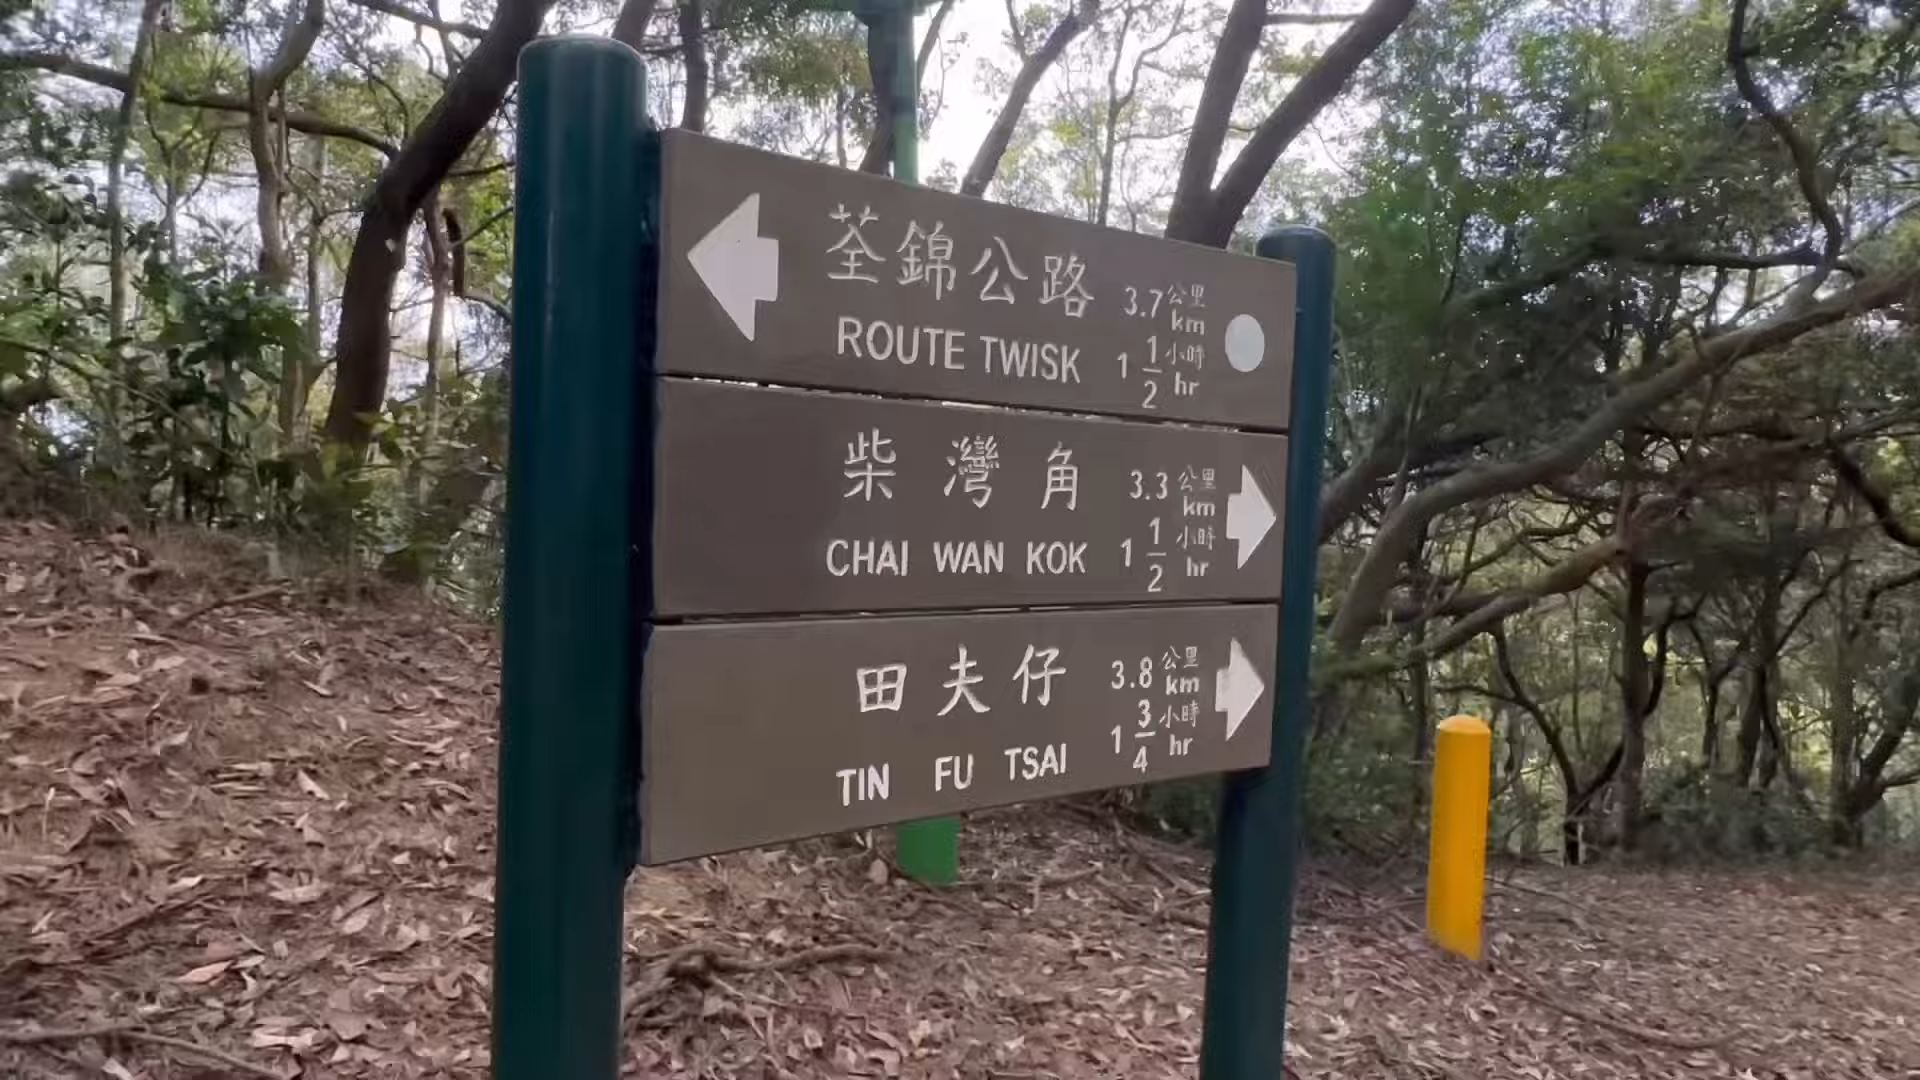 荃錦公路 3.7 公里 km
ROUTE TWISK 1 1/2 小時 hr
柴灣角 3.3 公里 km
CHAI WAN KOK 1 1/2 小時 hr
田夫仔 3.8 公里 km
TIN FU TSAI 1 3/4 小時 hr